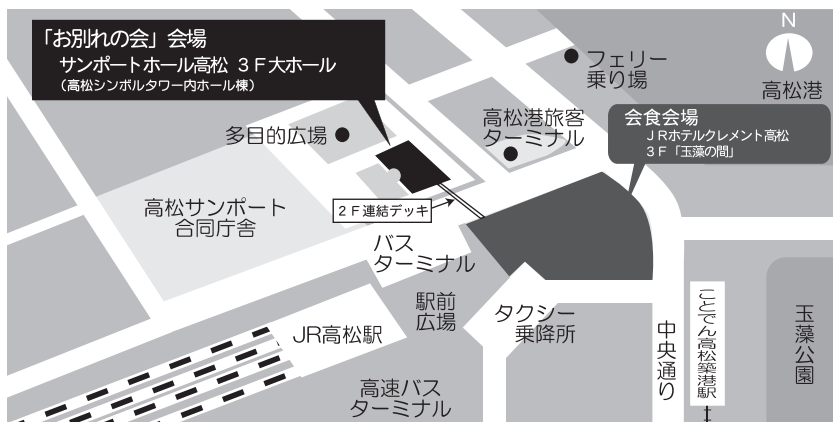 「お別れの会」会場
サンポートホール高松 3F大ホール
（高松シンボルタワー内ホール棟）
N
高松港
フェリー
乗り場
高松港旅客
ターミナル
会食会場
JRホテルクレメント高松
3F「玉藻の間」
多目的広場
高松サンポート
合同庁舎
2F連結デッキ
バス
ターミナル
駅前
広場
タクシー
乗降所
JR高松駅
高速バス
ターミナル
中央通り
ことでん高松築港駅
玉藻公園